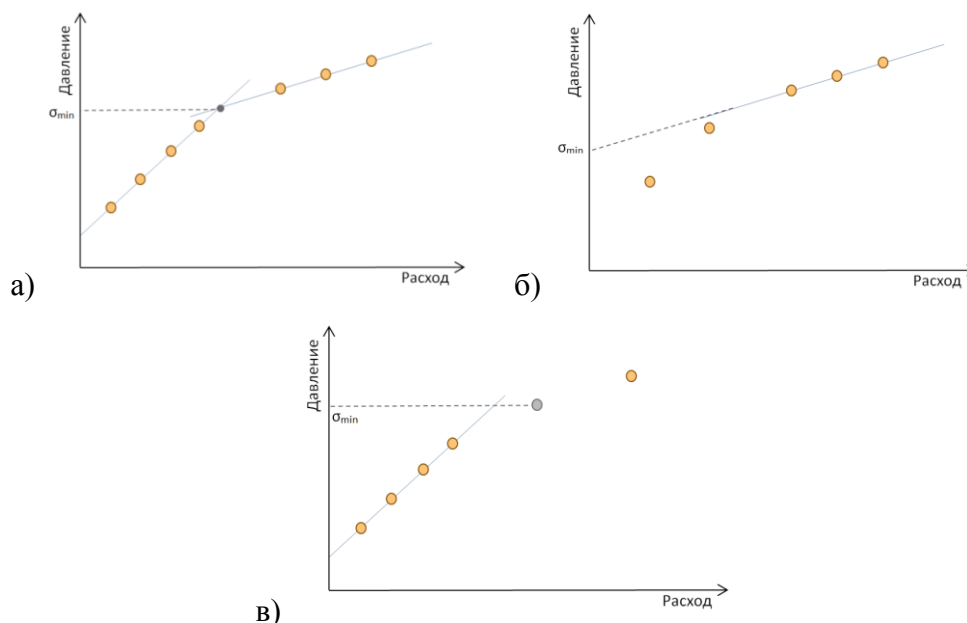 Давление
σmin
Расход
а)
Давление
σmin
Расход
б)
Давление
σmin
Расход
в)